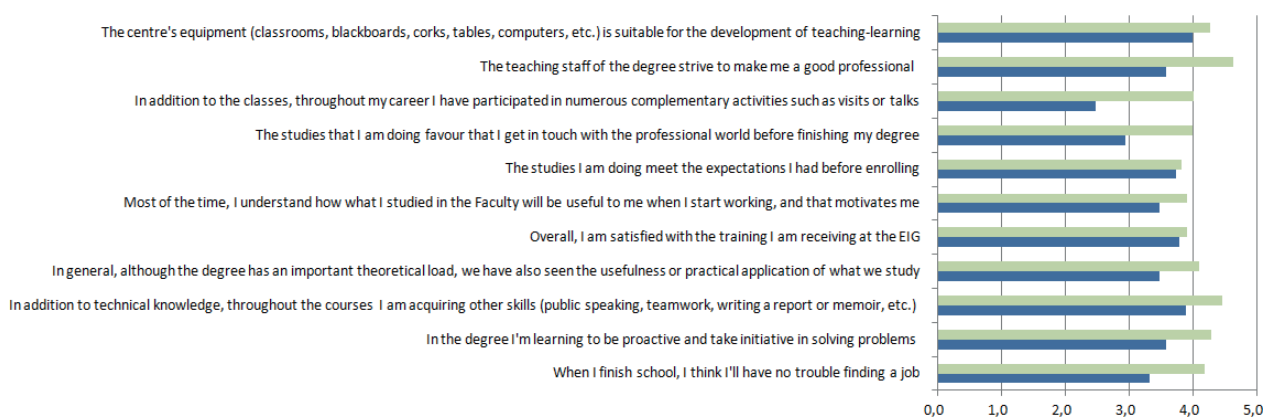 The centre's equipment (classrooms, blackboards, corks, tables, computers, etc.) is suitable for the development of teaching-learning
The teaching staff of the degree strive to make me a good professional
In addition to the classes, throughout my career I have participated in numerous complementary activities such as visits or talks
The studies that I am doing favour that I get in touch with the professional world before finishing my degree
The studies I am doing meet the expectations I had before enrolling
Most of the time, I understand how what I studied in the Faculty will be useful to me when I start working, and that motivates me
Overall, I am satisfied with the training I am receiving at the EIG
In general, although the degree has an important theoretical load, we have also seen the usefulness or practical application of what we study
In addition to technical knowledge, throughout the courses I am acquiring other skills (public speaking, teamwork, writing a report or memoir, etc.)
In the degree I'm learning to be proactive and take initiative in solving problems
When I finish school, I think I'll have no trouble finding a job
0,0 1,0 2,0 3,0 4,0 5,0